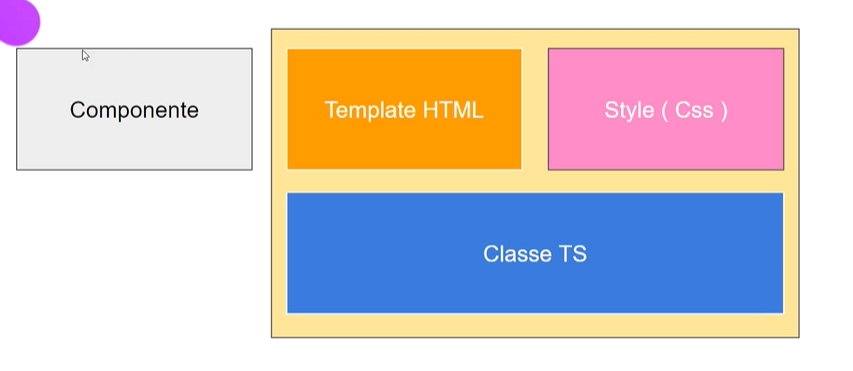 Componente
Template HTML
Style ( Css )
Classe TS